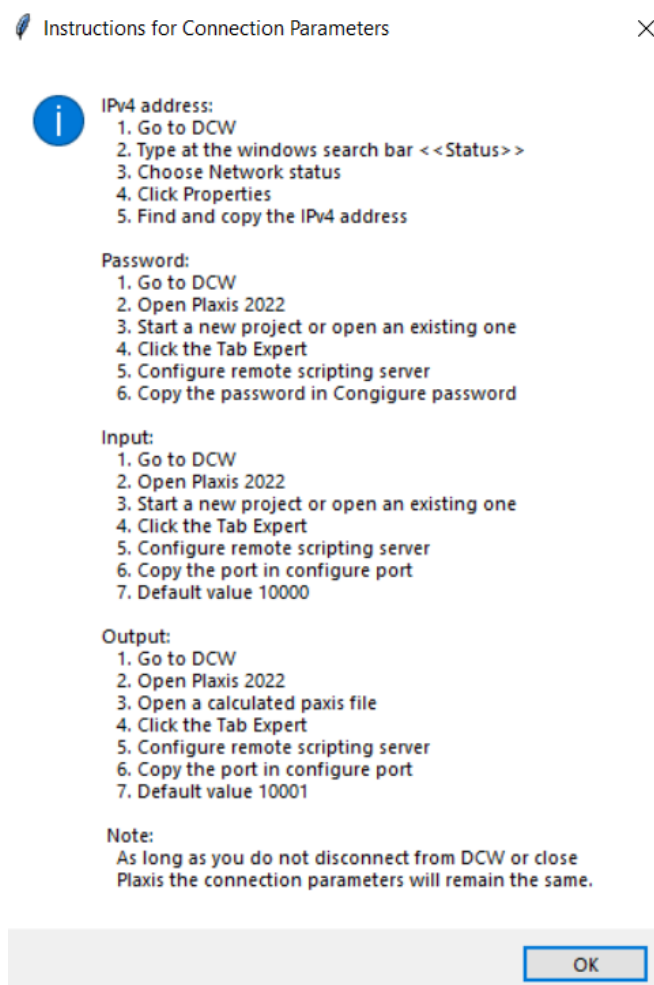 Instructions for Connection Parameters
IPv4 address:
1. Go to DCW
2. Type at the windows search bar <<Status>>
3. Choose Network status
4. Click Properties
5. Find and copy the IPv4 address
Password:
1. Go to DCW
2. Open Plaxis 2022
3. Start a new project or open an existing one
4. Click the Tab Expert
5. Configure remote scripting server
6. Copy the password in Congigure password
Input:
1. Go to DCW
2. Open Plaxis 2022
3. Start a new project or open an existing one
4. Click the Tab Expert
5. Configure remote scripting server
6. Copy the port in configure port
7. Default value 10000
Output:
1. Go to DCW
2. Open Plaxis 2022
3. Open a calculated paxis file
4. Click the Tab Expert
5. Configure remote scripting server
6. Copy the port in configure port
7. Default value 10001
Note:
As long as you do not disconnect from DCW or close
Plaxis the connection parameters will remain the same.
OK